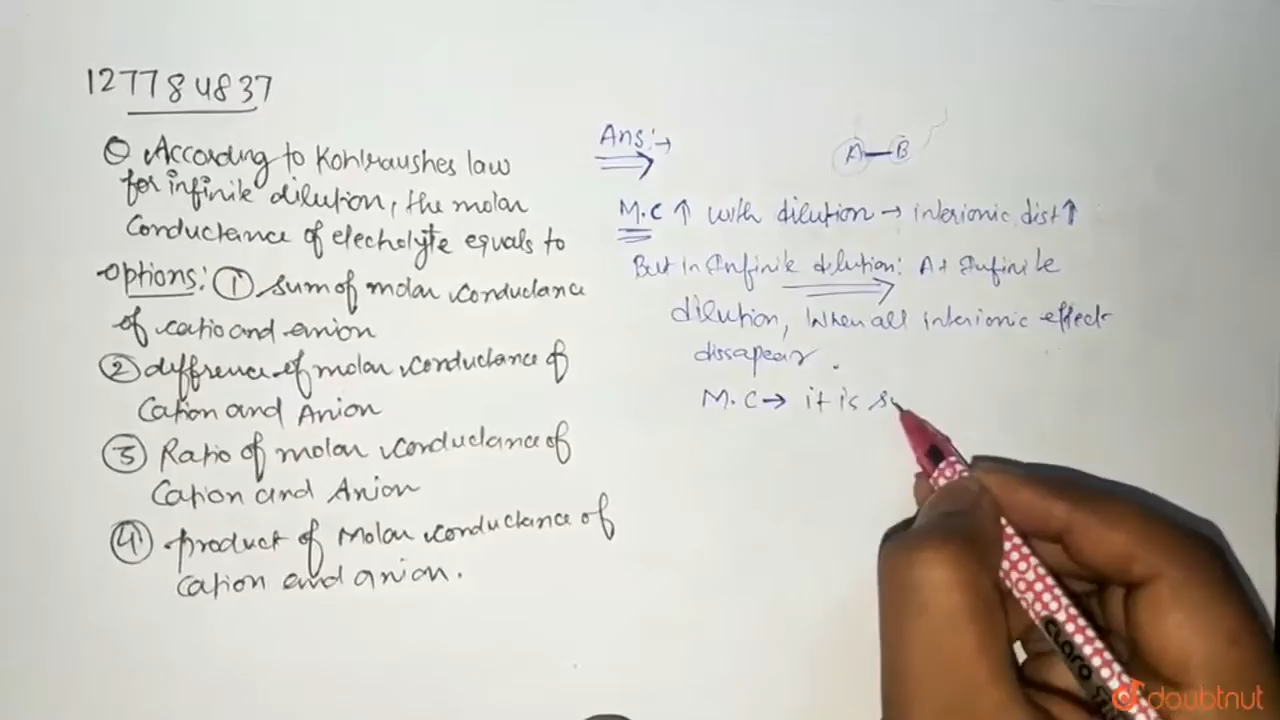 127784837
Q According to Kohlraushes law
for infinite dilution, the molar
Conductance of electolyte equals to
options: ① sum of molar conductance
of catio and anion
② diffrence of molar conductance of
Cation and Anion
③ Ratio of molar conductance of
Cation and Anion
④ product of Molar conductance of
cation and anion.
Ans:→
A—B
M.C ↑ with dilution → interionic dist ↑
But in Infinite dilution: At Infinite
dilution, When all interionic effect
dissapear.
M.C → it is s
CLARO
doubtnut